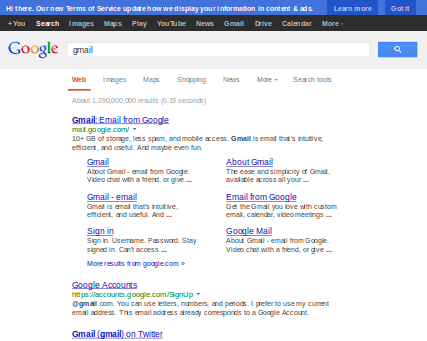 Hi there. Our new Terms of Service update how we display your information in content & ads. Learn more Got it
+You Search Images Maps Play YouTube News Gmail Drive Calendar More
Google gmail
Web Images Maps Shopping News More Search tools
About 1,290,000,000 results (0.19 seconds)
Gmail: Email from Google
mail.google.com/
10+ GB of storage, less spam, and mobile access. Gmail is email that's intuitive,
efficient, and useful. And maybe even fun.
Gmail About Gmail
About Gmail - email from Google. The ease and simplicity of Gmail,
Video chat with a friend, or give ... available across all your ...
Gmail - email Email from Google
Gmail is email that's intuitive, Get the Gmail you love with custom
efficient, and useful. And ... email, calendar, video meetings ...
Sign in Google Mail
Sign in. Username. Password. Stay About Gmail - email from Google.
signed in. Can't access ... Video chat with a friend, or give ...
More results from google.com »
Google Accounts
https://accounts.google.com/SignUp
@gmail.com. You can use letters, numbers, and periods. I prefer to use my current
email address. This email address already corresponds to a Google Account.
Gmail (gmail) on Twitter